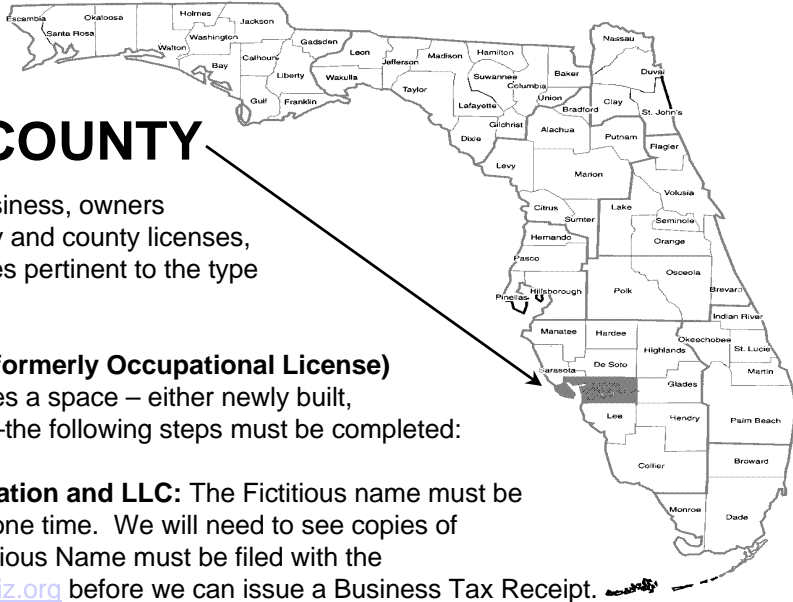 Escambia
Okaloosa
Holmes
Jackson
Santa Rosa
Washington
Walton
Bay
Calhoun
Gadsden
Liberty
Gulf
Franklin
Leon
Wakulla
Jefferson
Madison
Hamilton
Taylor
Suwannee
Columbia
Lafayette
Dixie
Gilchrist
Union
Baker
Bradford
Nassau
Duval
Clay
St. John's
Alachua
Putnam
Flagler
Levy
Marion
Volusia
Citrus
Sumter
Lake
Seminole
Hernando
Orange
Pasco
Osceola
Pinellas
Hillsborough
Polk
Brevard
Indian River
Manatee
Hardee
Highlands
Okeechobee
St. Lucie
Sarasota
De Soto
Martin
Glades
Lee
Hendry
Palm Beach
Collier
Broward
Monroe
Dade
COUNTY
siness, owners
y and county licenses,
es pertinent to the type
formerly Occupational License)
es a space – either newly built,
–the following steps must be completed:
ation and LLC: The Fictitious name must be
one time. We will need to see copies of
ious Name must be filed with the
iz.org before we can issue a Business Tax Receipt.